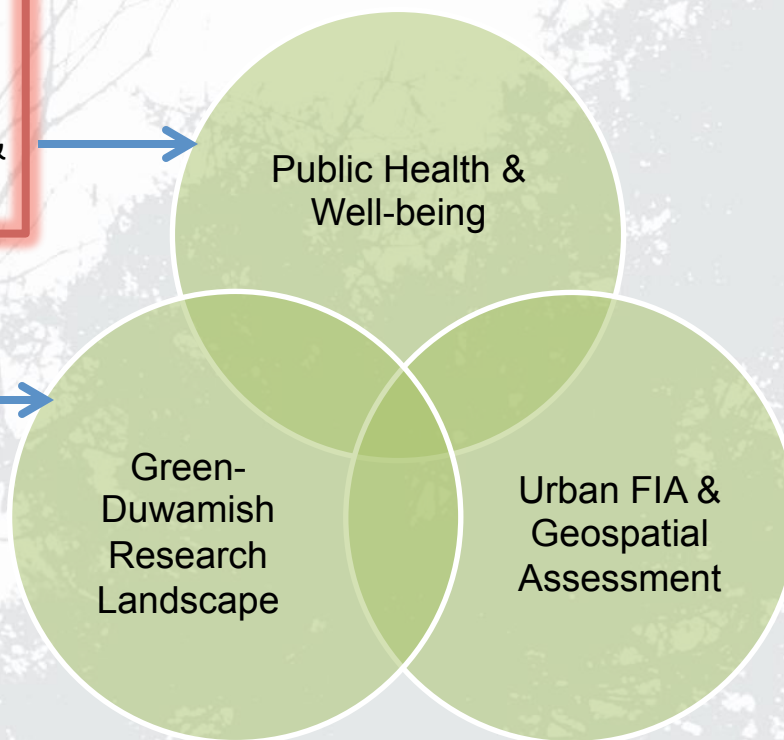 &
Public Health &
Well-being
Green-
Duwamish
Research
Landscape
Urban FIA &
Geospatial
Assessment